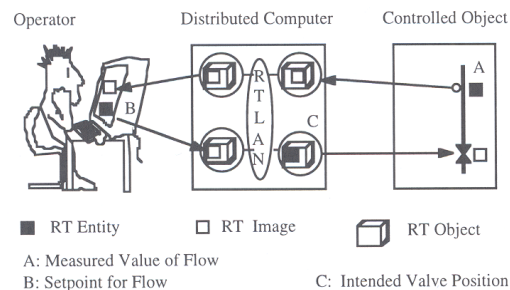 Operator Distributed Computer Controlled Object
A
B
R
T
L
A
N
C
RT Entity RT Image RT Object
A: Measured Value of Flow
B: Setpoint for Flow C: Intended Valve Position